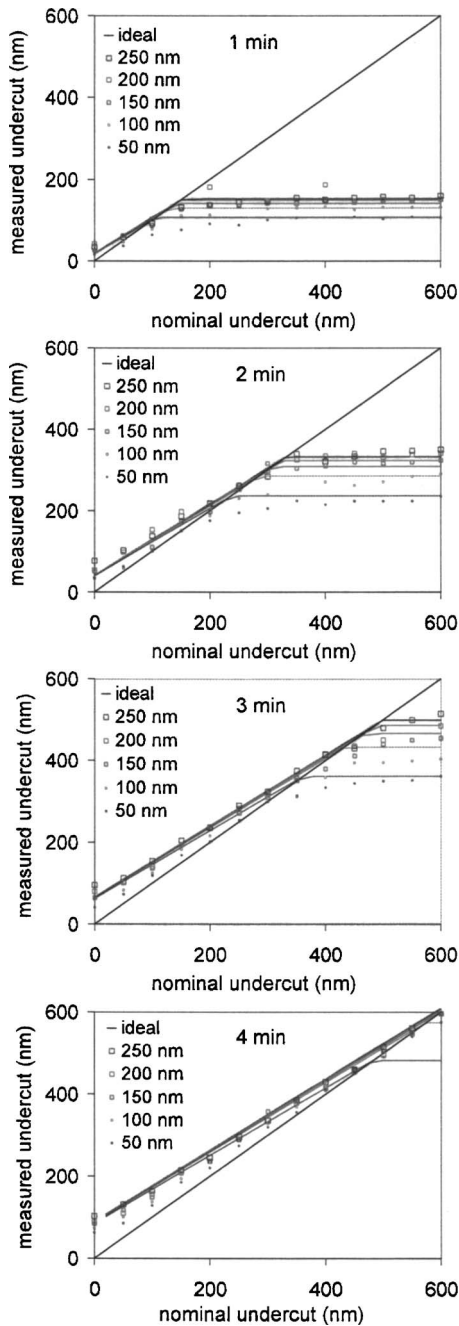 600
ideal
1 min
250 nm
200 nm
150 nm
100 nm
50 nm
400
200
0
measured undercut (nm)
0 200 400 600
nominal undercut (nm)
600
ideal
2 min
250 nm
200 nm
150 nm
100 nm
50 nm
400
200
0
measured undercut (nm)
0 200 400 600
nominal undercut (nm)
600
ideal
3 min
250 nm
200 nm
150 nm
100 nm
50 nm
400
200
0
measured undercut (nm)
0 200 400 600
nominal undercut (nm)
600
ideal
4 min
250 nm
200 nm
150 nm
100 nm
50 nm
400
200
0
measured undercut (nm)
0 200 400 600
nominal undercut (nm)